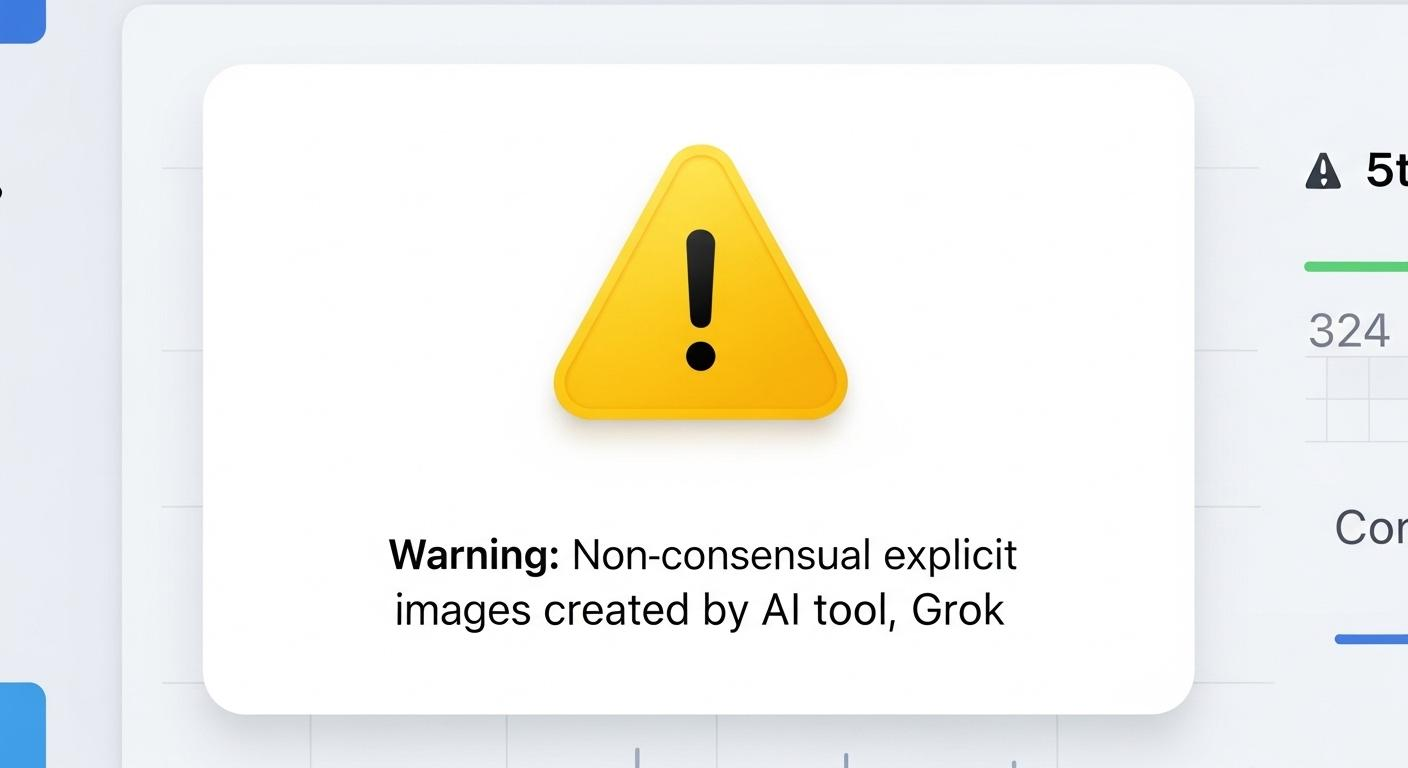 Warning: Non-consensual explicit
images created by AI tool, Grok
324